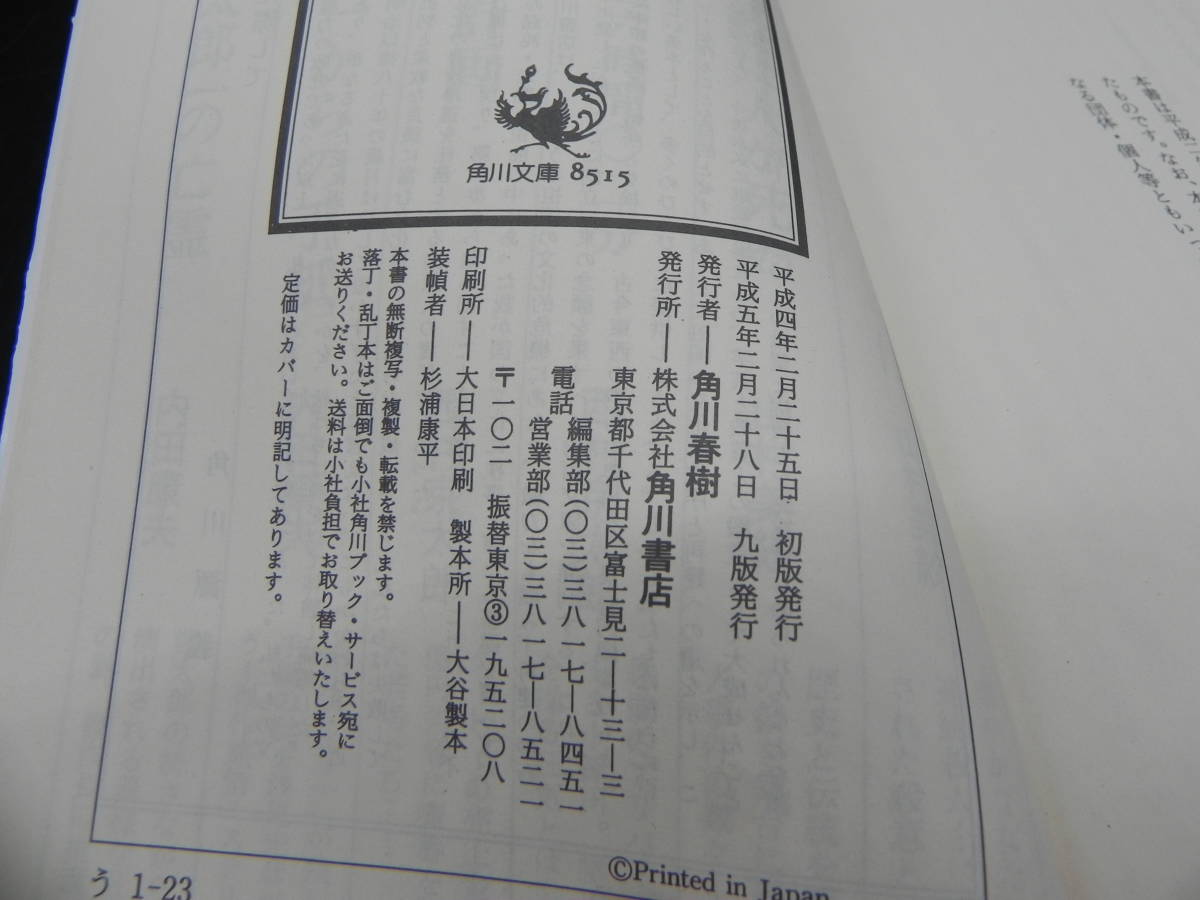 本書は平成二
たものです。なお、本
なる団体・個人等ともいっ
角川文庫 8515
平成四年二月二十五日 初版発行
平成五年二月二十八日 九版発行
発行者――角川春樹
発行所――株式会社角川書店
東京都千代田区富士見二―十三―三
電話 編集部(〇三)三八一七―八四五一
営業部(〇三)三八一七―八五二一
〒一〇二 振替東京③一九五二〇八
印刷所――大日本印刷 製本所――大谷製本
装幀者――杉浦康平
本書の無断複写・複製・転載を禁じます。
落丁・乱丁本はご面倒でも小社角川ブック・サービス宛に
お送りください。送料は小社負担でお取り替えいたします。
定価はカバーに明記してあります。
う 1-23
©Printed in Japan